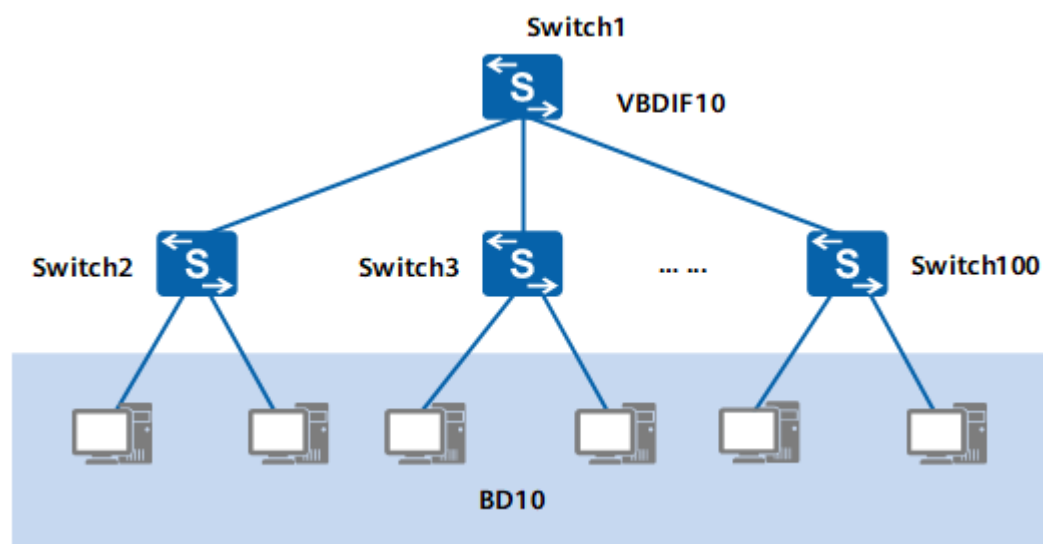 Switch1
S
VBDIF10
Switch2
S
Switch3
S
... ...
S
Switch100
BD10